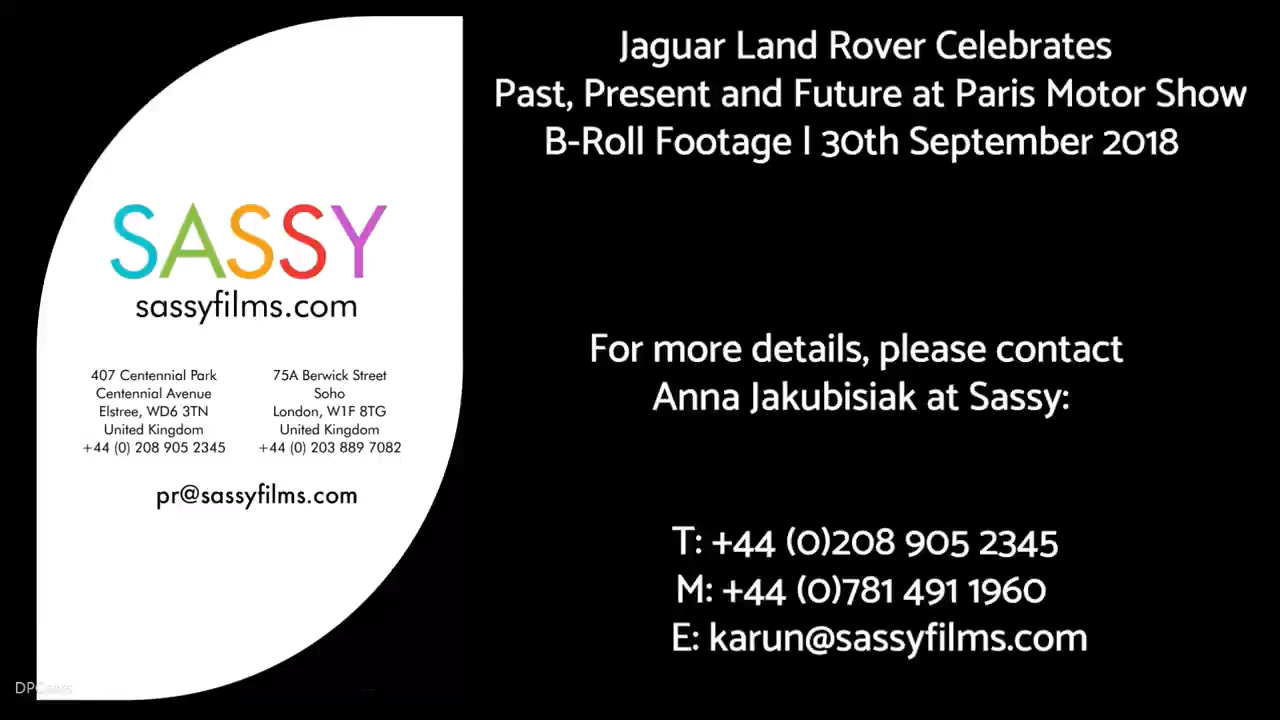 Jaguar Land Rover Celebrates
Past, Present and Future at Paris Motor Show
B-Roll Footage | 30th September 2018
SASSY
sassyfilms.com
407 Centennial Park
Centennial Avenue
Elstree, WD6 3TN
United Kingdom
+44 (0) 208 905 2345
75A Berwick Street
Soho
London, W1F 8TG
United Kingdom
+44 (0) 203 889 7082
pr@sassyfilms.com
For more details, please contact
Anna Jakubisiak at Sassy:
T: +44 (0)208 905 2345
M: +44 (0)781 491 1960
E: karun@sassyfilms.com